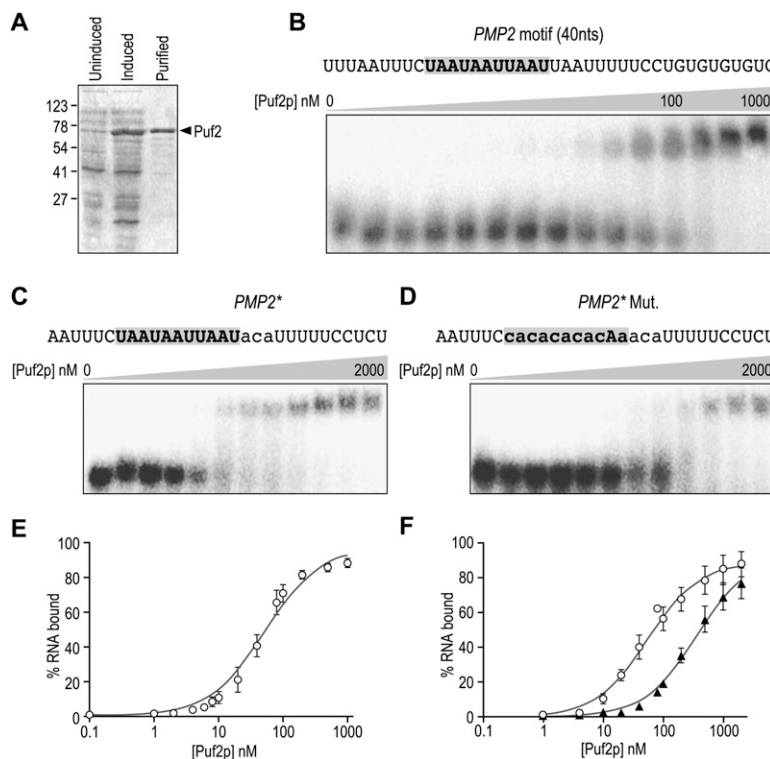 A
Uninduced
Induced
Purified
123
78
54
41
27
Puf2
B
PMP2 motif (40nts)
UUUAAUUUCUAAUAAUUAAUUAAUUUUUCCUGUGUGUGUG
[Puf2p] nM 0 100 1000
C
PMP2*
AAUUUCUAAUAAUUAAUacaUUUUUCCUCU
[Puf2p] nM 0 2000
D
PMP2* Mut.
AAUUUCcacacacacAaacaUUUUUCCUCU
[Puf2p] nM 0 2000
E
100
80
60
40
20
0
% RNA bound
0.1 1 10 100 1000
[Puf2p] nM
F
100
80
60
40
20
0
% RNA bound
0.1 1 10 100 1000
[Puf2p] nM